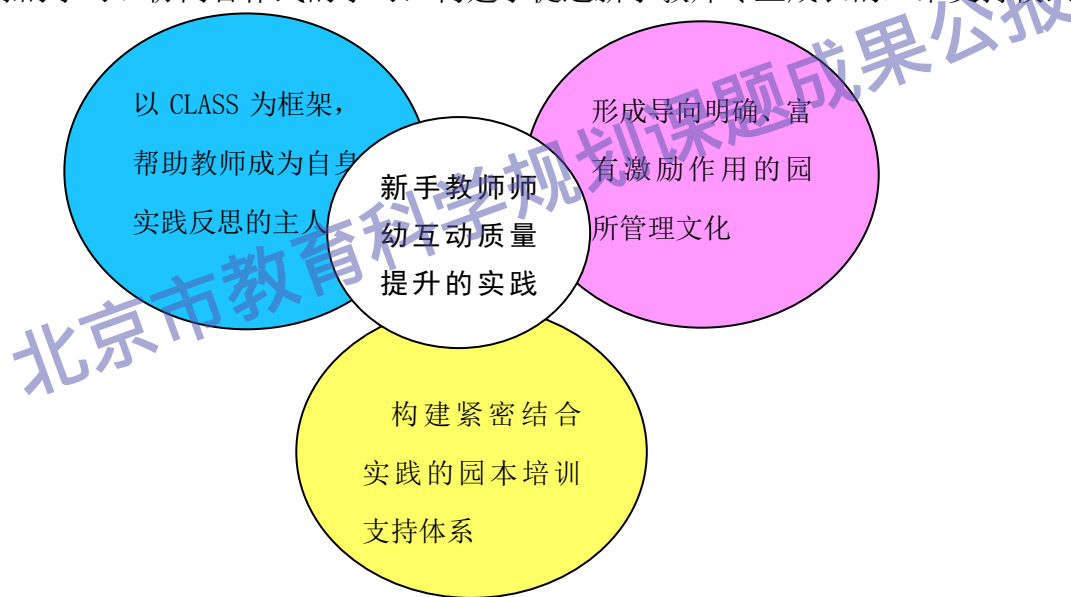 以 CLASS 为框架，
帮助教师成为自身
实践反思的主人
新手教师师
幼互动质量
提升的实践
形成导向明确、富
有激励作用的园
所管理文化
构建紧密结合
实践的园本培训
支持体系
北京市教育科学规划课题成果公报